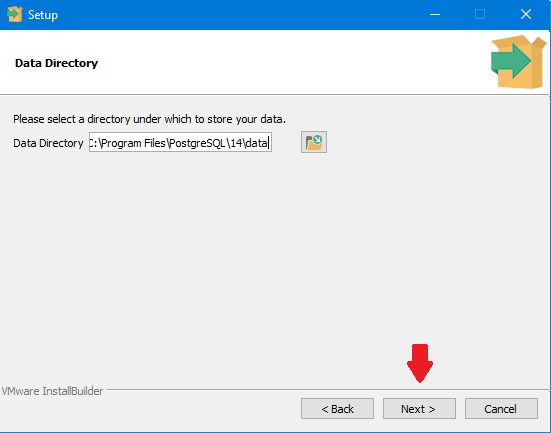 Setup
Data Directory
Please select a directory under which to store your data.
Data Directory C:\Program Files\PostgreSQL\14\data
VMware InstallBuilder
< Back Next > Cancel